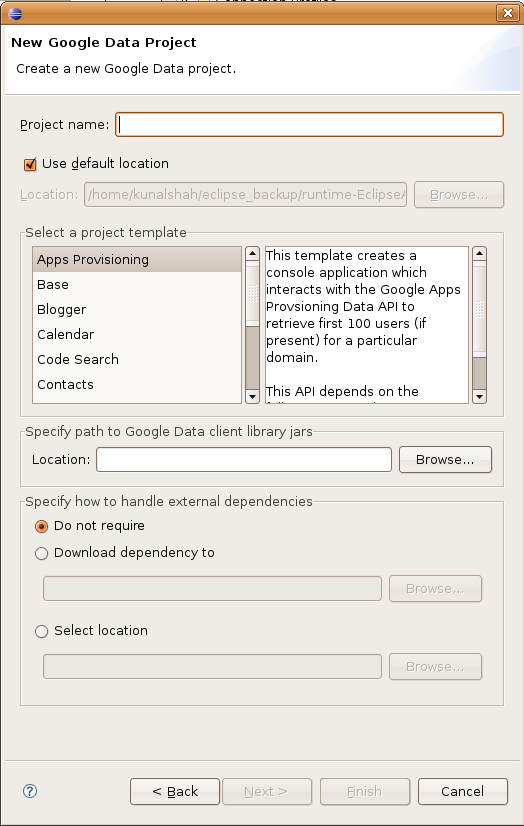 New Google Data Project
Create a new Google Data project.
Project name:
Use default location
Location: /home/kunalshah/eclipse_backup/runtime-Eclipse/ Browse...
Select a project template
Apps Provisioning
Base
Blogger
Calendar
Code Search
Contacts
This template creates a
console application which
interacts with the Google Apps
Provsioning Data API to
retrieve first 100 users (if
present) for a particular
domain.
This API depends on the
Specify path to Google Data client library jars
Location: Browse...
Specify how to handle external dependencies
Do not require
Download dependency to
Browse...
Select location
Browse...
? < Back Next > Finish Cancel